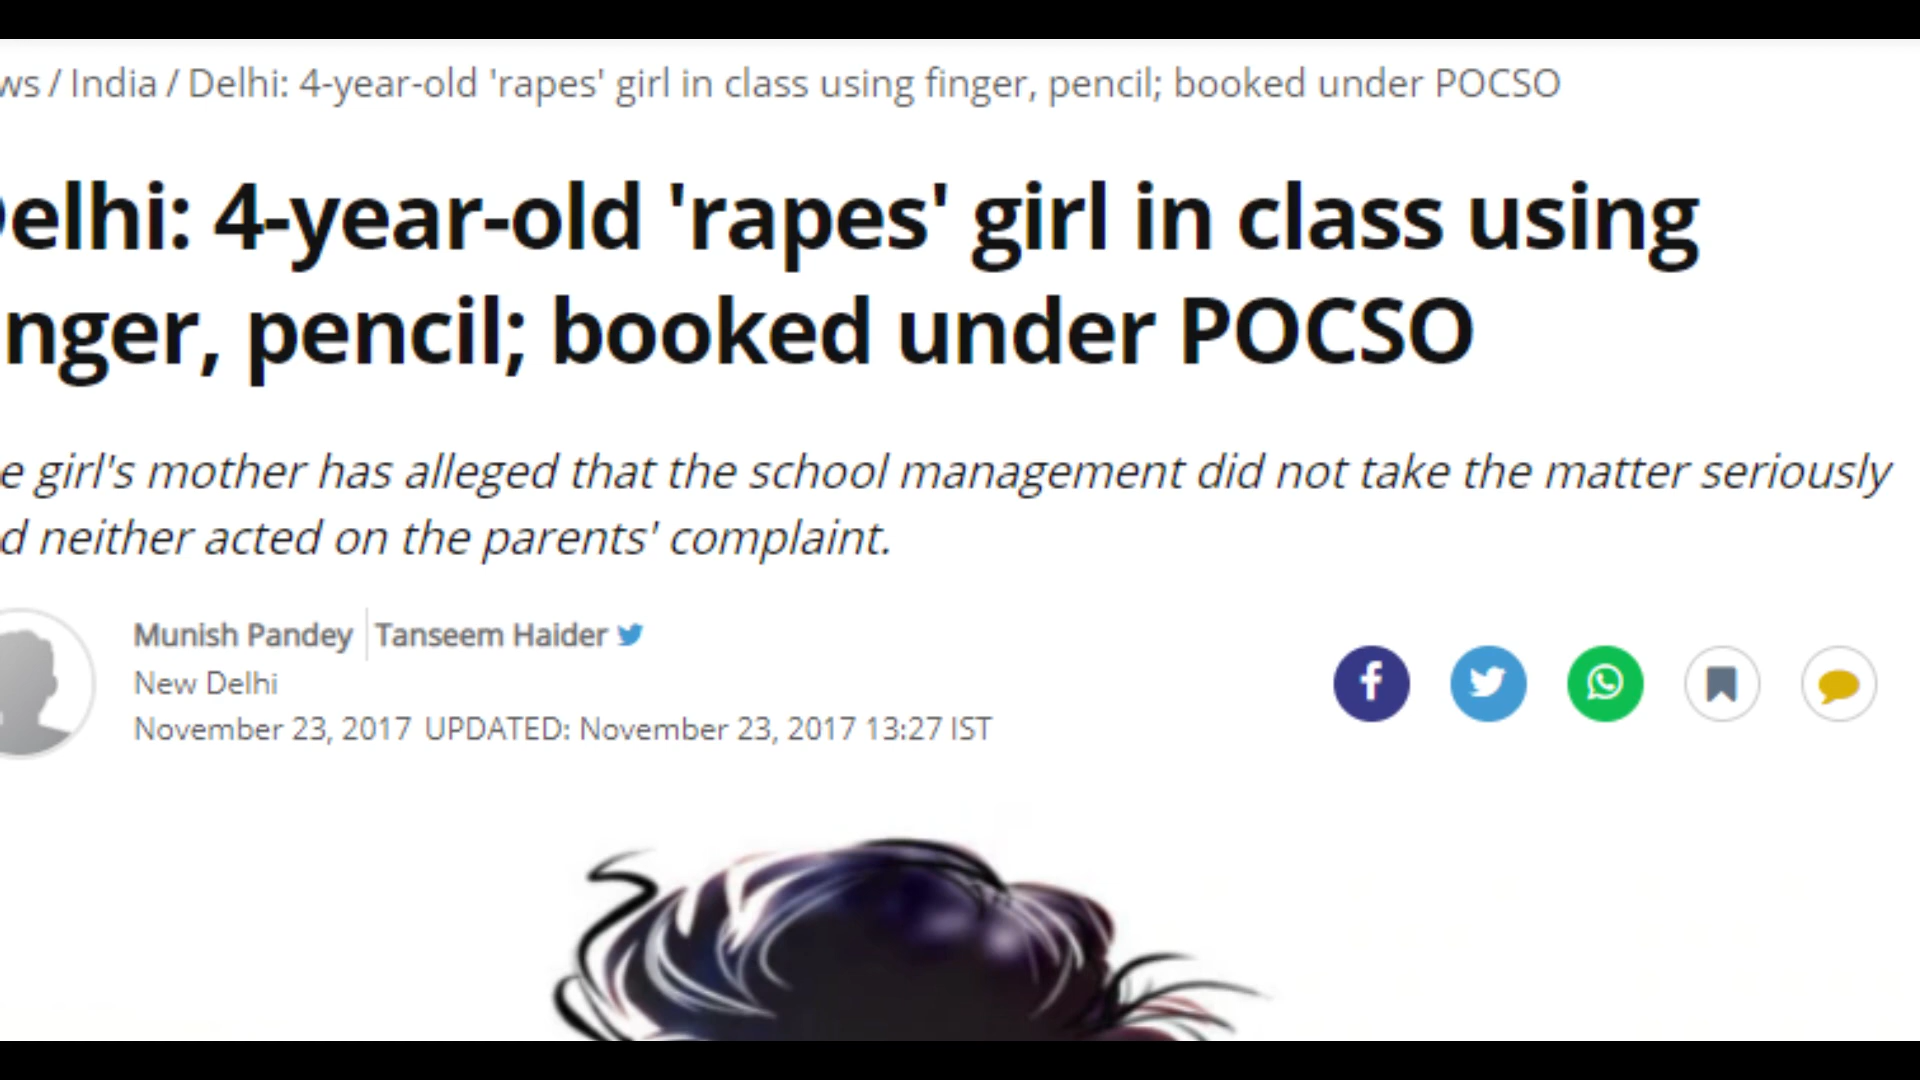 ws / India / Delhi: 4-year-old 'rapes' girl in class using finger, pencil; booked under POCSO
elhi: 4-year-old 'rapes' girl in class using
nger, pencil; booked under POCSO
e girl's mother has alleged that the school management did not take the matter seriously
d neither acted on the parents' complaint.
Munish Pandey | Tanseem Haider
New Delhi
November 23, 2017 UPDATED: November 23, 2017 13:27 IST